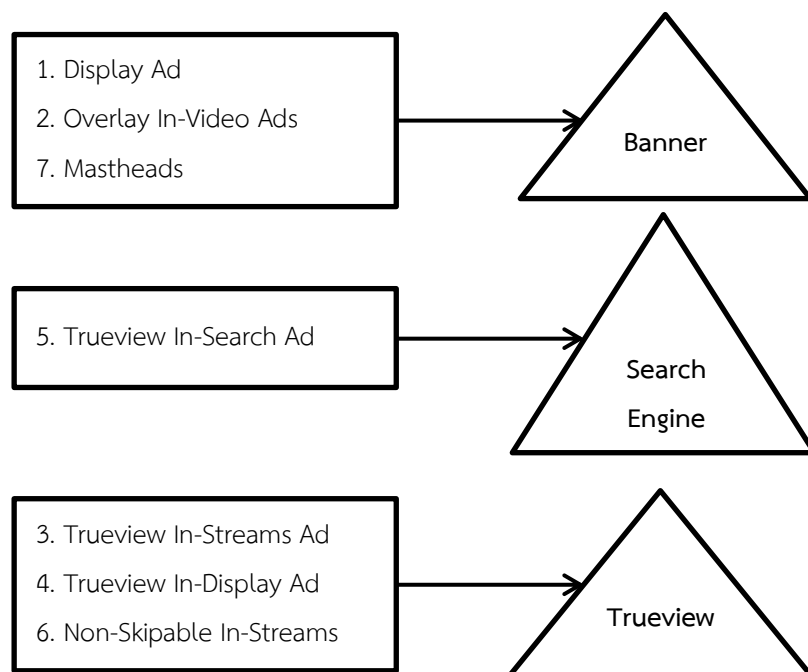 1. Display Ad
2. Overlay In-Video Ads
7. Mastheads
Banner
5. Trueview In-Search Ad
Search
Engine
3. Trueview In-Streams Ad
4. Trueview In-Display Ad
6. Non-Skipable In-Streams
Trueview